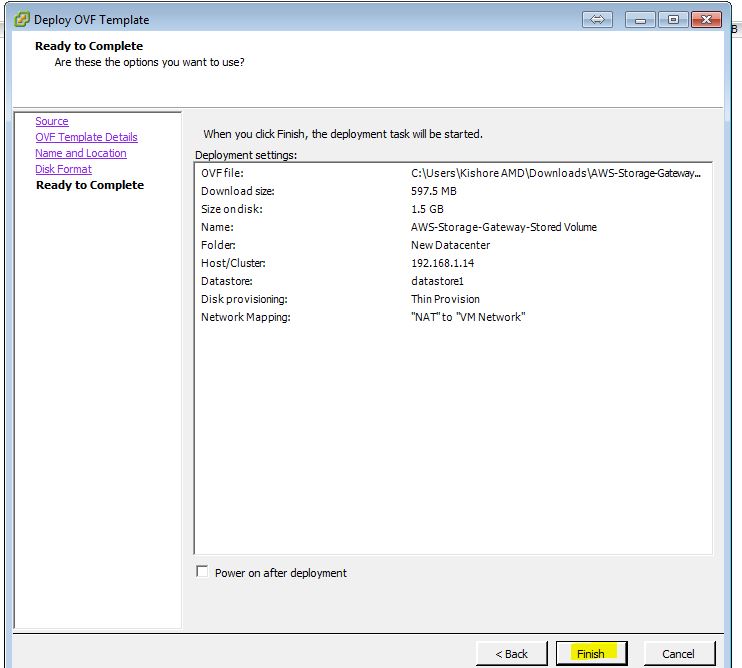 Deploy OVF Template
B
Ready to Complete
Are these the options you want to use?
Source
OVF Template Details
Name and Location
Disk Format
Ready to Complete
When you click Finish, the deployment task will be started.
Deployment settings:
OVF file: C:\Users\Kishore AMD\Downloads\AWS-Storage-Gateway...
Download size: 597.5 MB
Size on disk: 1.5 GB
Name: AWS-Storage-Gateway-Stored Volume
Folder: New Datacenter
Host/Cluster: 192.168.1.14
Datastore: datastore1
Disk provisioning: Thin Provision
Network Mapping: "NAT" to "VM Network"
Power on after deployment
< Back Finish Cancel